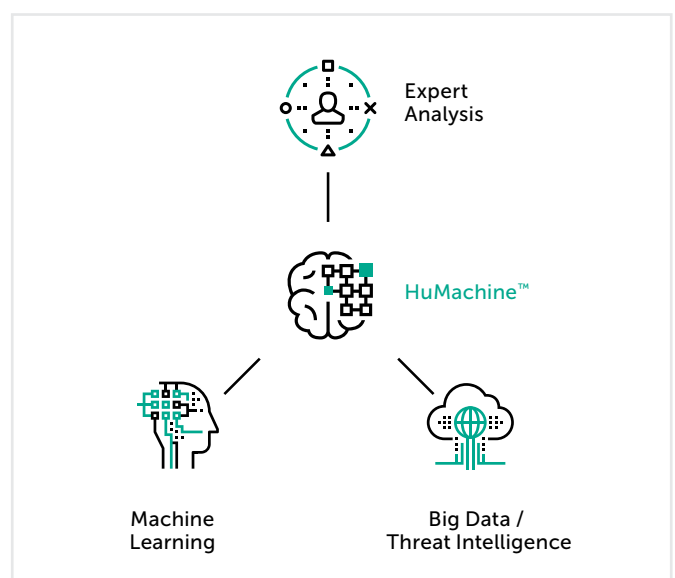 Expert
Analysis
HuMachine™
Machine
Learning
Big Data /
Threat Intelligence